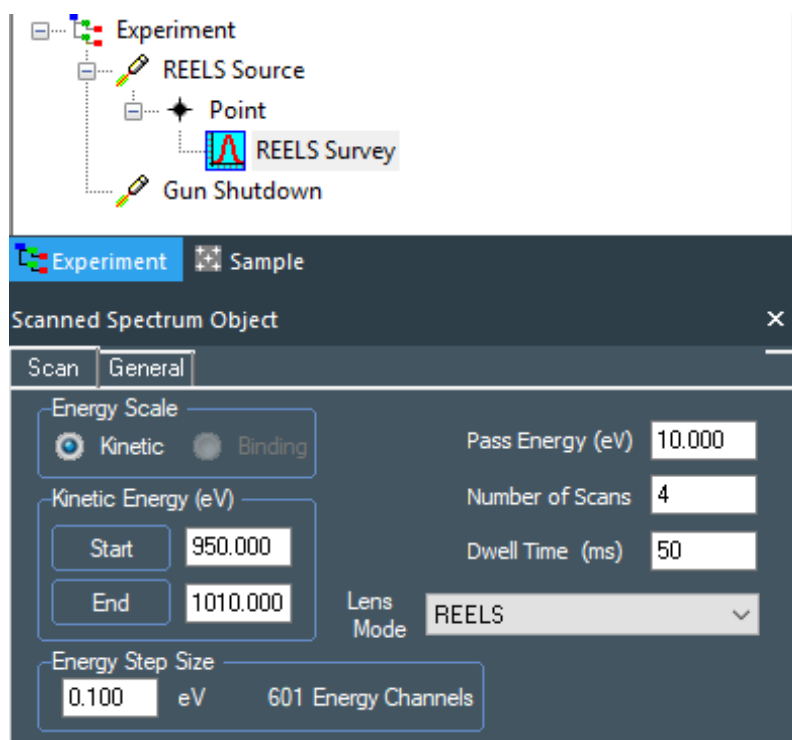 Experiment
REELS Source
Point
REELS Survey
Gun Shutdown
Experiment Sample
Scanned Spectrum Object
Scan General
Energy Scale
Kinetic Binding
Pass Energy (eV) 10.000
Kinetic Energy (eV)
Number of Scans 4
Start 950.000
Dwell Time (ms) 50
End 1010.000
Lens Mode REELS
Energy Step Size
0.100 eV 601 Energy Channels